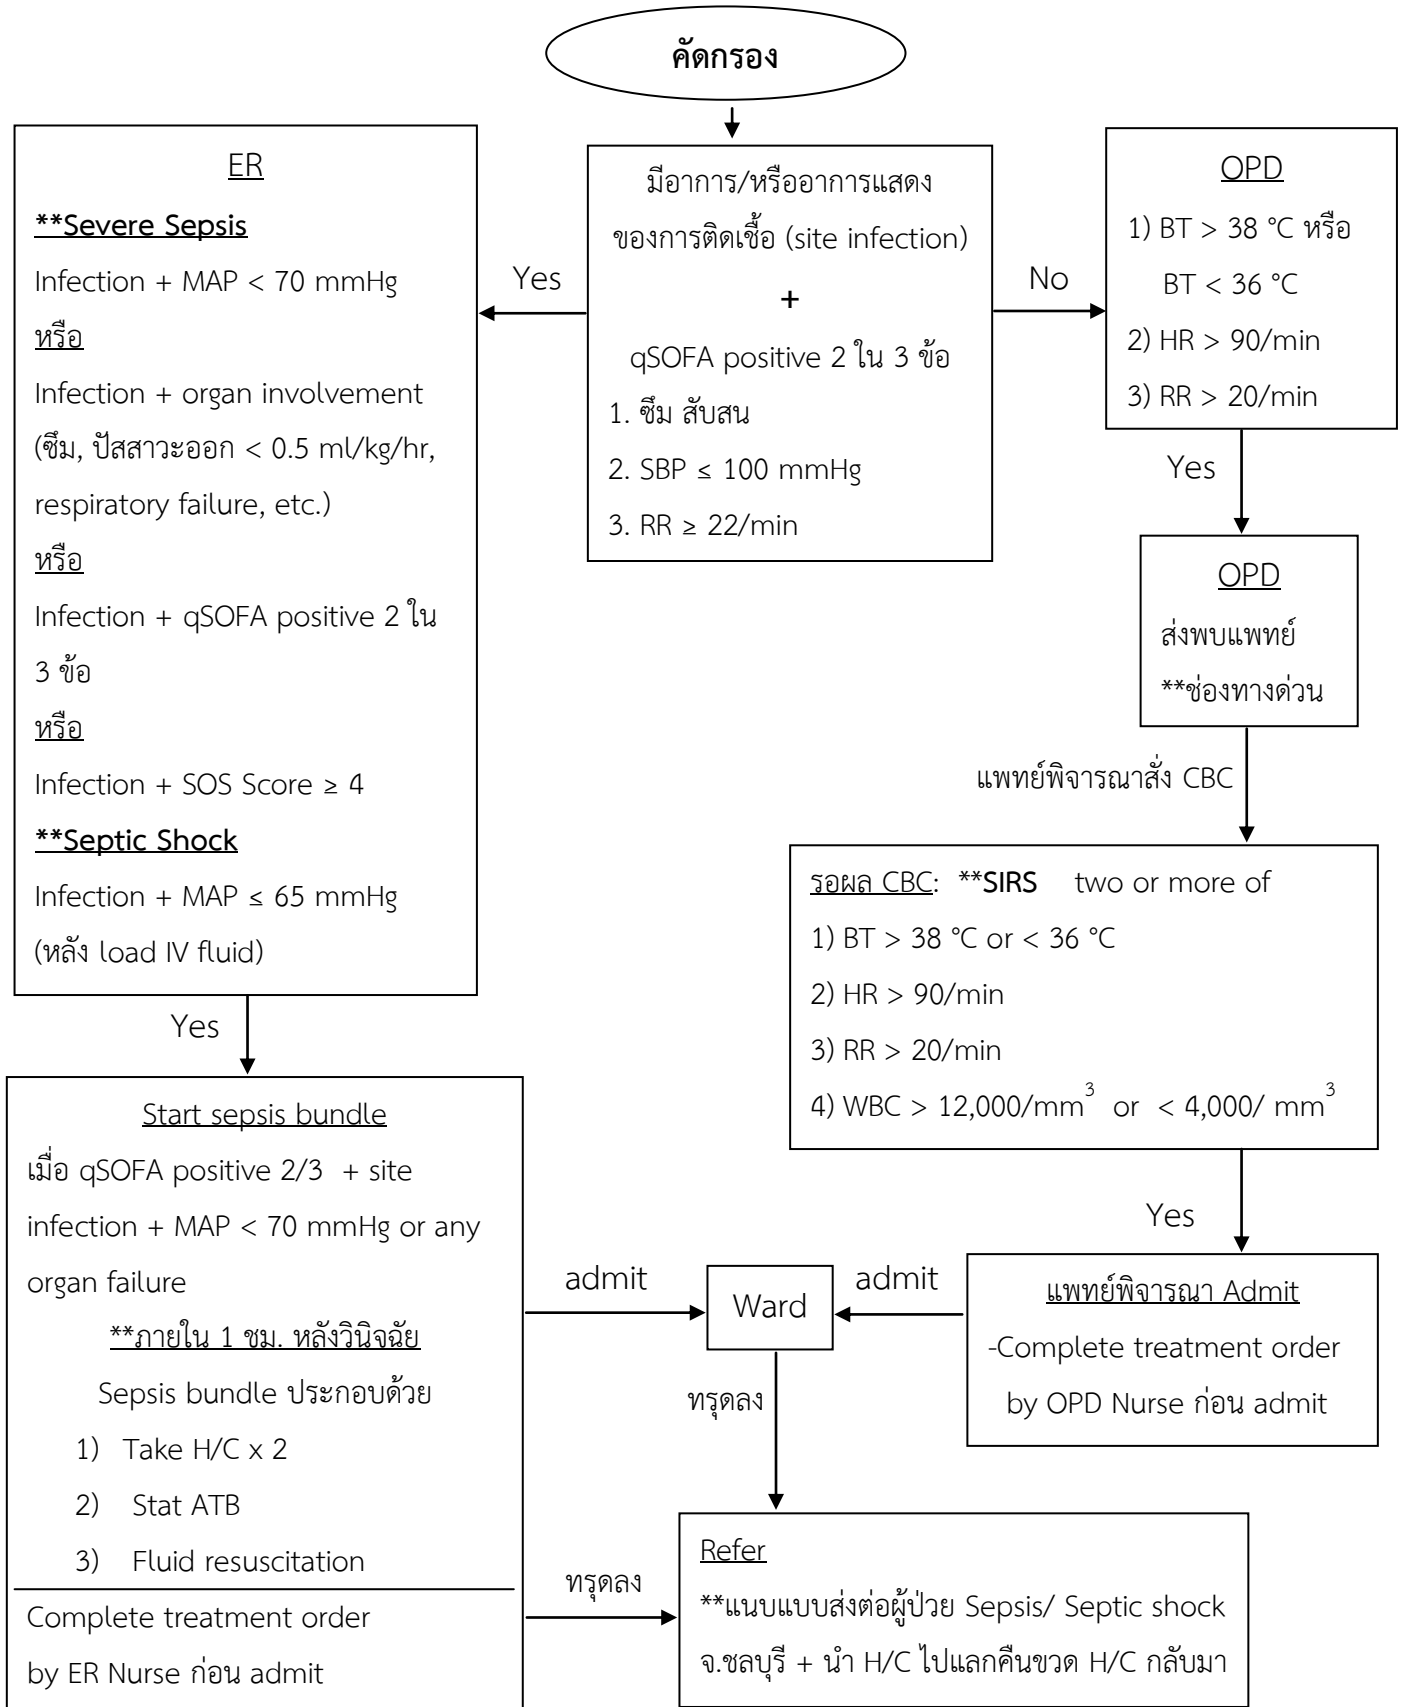 คัดกรอง
มีอาการ/หรืออาการแสดง
ของการติดเชื้อ (site infection)
+
qSOFA positive 2 ใน 3 ข้อ
1. ซึม สับสน
2. SBP ≤ 100 mmHg
3. RR ≥ 22/min
Yes
No
ER
**Severe Sepsis
Infection + MAP < 70 mmHg
หรือ
Infection + organ involvement
(ซึม, ปัสสาวะออก < 0.5 ml/kg/hr,
respiratory failure, etc.)
หรือ
Infection + qSOFA positive 2 ใน
3 ข้อ
หรือ
Infection + SOS Score ≥ 4
**Septic Shock
Infection + MAP ≤ 65 mmHg
(หลัง load IV fluid)
Yes
Start sepsis bundle
เมื่อ qSOFA positive 2/3 + site
infection + MAP < 70 mmHg or any
organ failure
**ภายใน 1 ชม. หลังวินิจฉัย
Sepsis bundle ประกอบด้วย
1) Take H/C x 2
2) Stat ATB
3) Fluid resuscitation
Complete treatment order
by ER Nurse ก่อน admit
OPD
1) BT > 38 °C หรือ
BT < 36 °C
2) HR > 90/min
3) RR > 20/min
Yes
OPD
ส่งพบแพทย์
**ช่องทางด่วน
แพทย์พิจารณาสั่ง CBC
รอผล CBC: **SIRS two or more of
1) BT > 38 °C or < 36 °C
2) HR > 90/min
3) RR > 20/min
4) WBC > 12,000/mm³ or < 4,000/ mm³
Yes
แพทย์พิจารณา Admit
-Complete treatment order
by OPD Nurse ก่อน admit
admit
Ward
admit
ทรุดลง
ทรุดลง
Refer
**แนบแบบส่งต่อผู้ป่วย Sepsis/ Septic shock
จ.ชลบุรี + นำ H/C ไปแลกคืนขวด H/C กลับมา